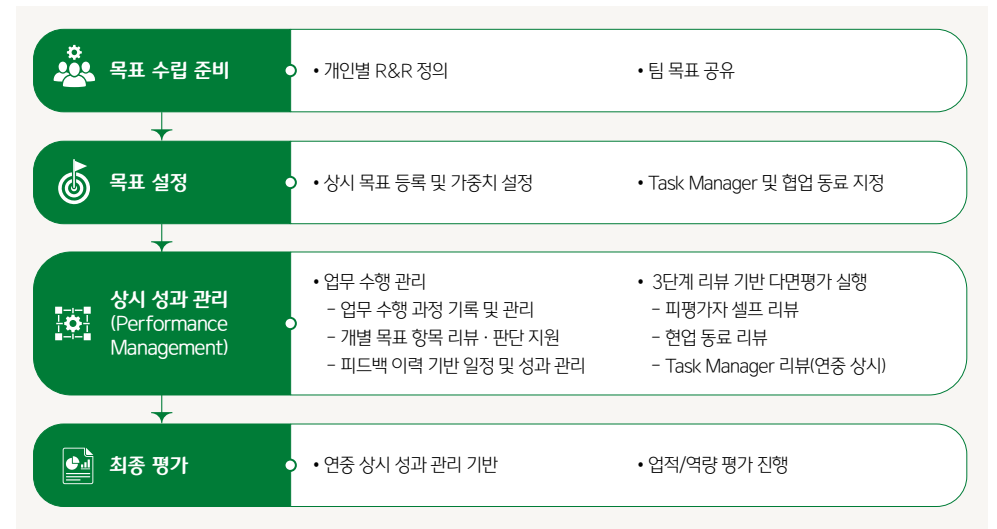 목표 수립 준비
• 개인별 R&R 정의
• 팀 목표 공유
목표 설정
• 상시 목표 등록 및 가중치 설정
• Task Manager 및 협업 동료 지정
상시 성과 관리
(Performance
Management)
• 업무 수행 관리
– 업무 수행 과정 기록 및 관리
– 개별 목표 항목 리뷰 · 판단 지원
– 피드백 이력 기반 일정 및 성과 관리
• 3단계 리뷰 기반 다면평가 실행
– 피평가자 셀프 리뷰
– 현업 동료 리뷰
– Task Manager 리뷰(연중 상시)
최종 평가
• 연중 상시 성과 관리 기반
• 업적/역량 평가 진행